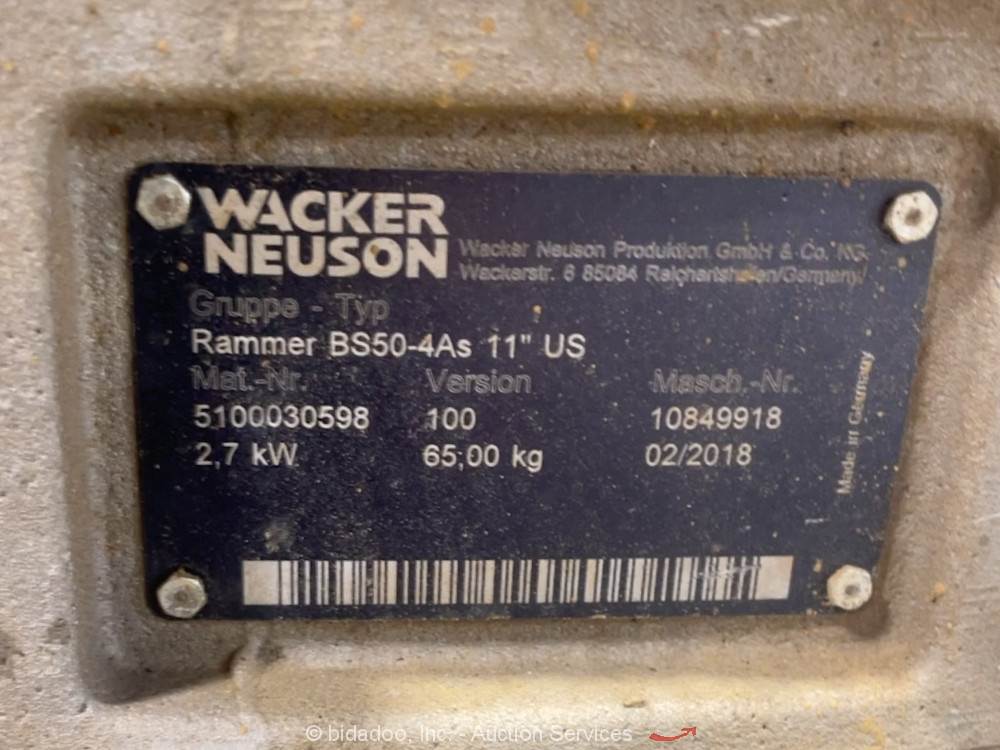 WACKER
NEUSON
Wacker Neuson Produktion GmbH & Co. KG
Wackerstr. 6 85084 Reichertshofen/Germany
Gruppe - Typ
Rammer BS50-4As 11" US
Mat.-Nr. Version Masch.-Nr.
5100030598 100 10849918
2,7 kW 65,00 kg 02/2018
Made in Germany
© bidadoo, Inc. - Auction Services